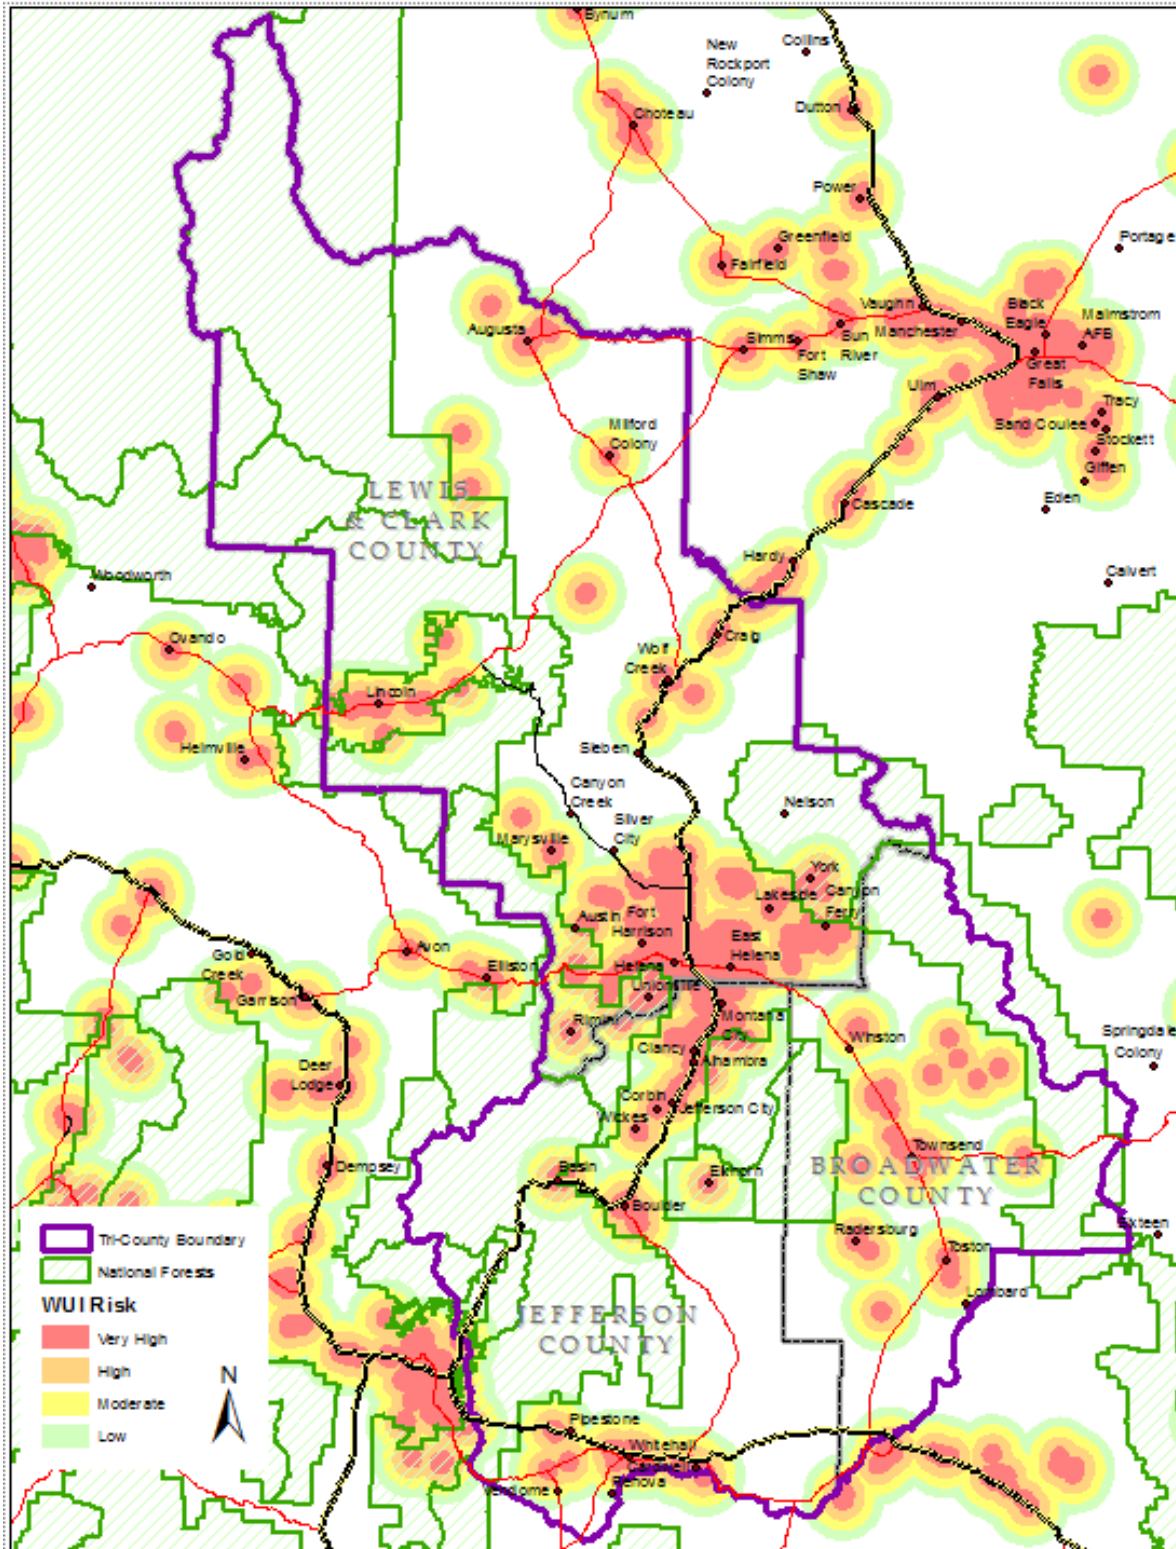 Bynum
Collins
New
Rockport
Colony
Choteau
Dutton
Power
Greenfield
Portage
Fairfield
Vaughn
Black
Eagle
Malmstrom
AFB
Augusta
Simms
Fort
Shaw
Sun
River
Manchester
Great
Falls
Ulm
Tracy
Sand Coulee
Stockett
Giffen
Milford
Colony
Eden
Cascade
LEWIS
& CLARK
COUNTY
Hardy
Woodworth
Calvert
Ovando
Craig
Wolf
Creek
Lincoln
Helmville
Sieben
Canyon
Creek
Nelson
Silver
City
Marysville
York
Lakeside
Canyon
Ferry
Austin
Fort
Harrison
East
Helena
Avon
Gold
Creek
Elliston
Helena
Unionville
Garrison
Rimini
Montana
City
Winston
Springdale
Colony
Clancy
Alhambra
Deer
Lodge
Corbin
Jefferson City
Wickes
Townsend
Dempsey
Basin
Elkhorn
BROADWATER
COUNTY
Boulder
Radersburg
Sixteen
Toston
Lombard
JEFFERSON
COUNTY
Tri-County Boundary
National Forests
WUI Risk
Very High
High
Moderate
Low
N
Pipestone
Whitehall
Cardwell
Vendome
Renova